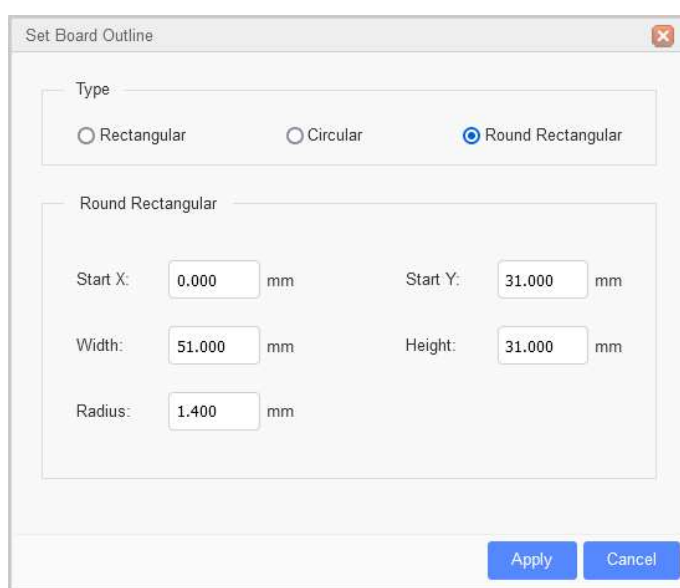 Set Board Outline
Type
Rectangular Circular Round Rectangular
Round Rectangular
Start X: 0.000 mm Start Y: 31.000 mm
Width: 51.000 mm Height: 31.000 mm
Radius: 1.400 mm
Apply Cancel